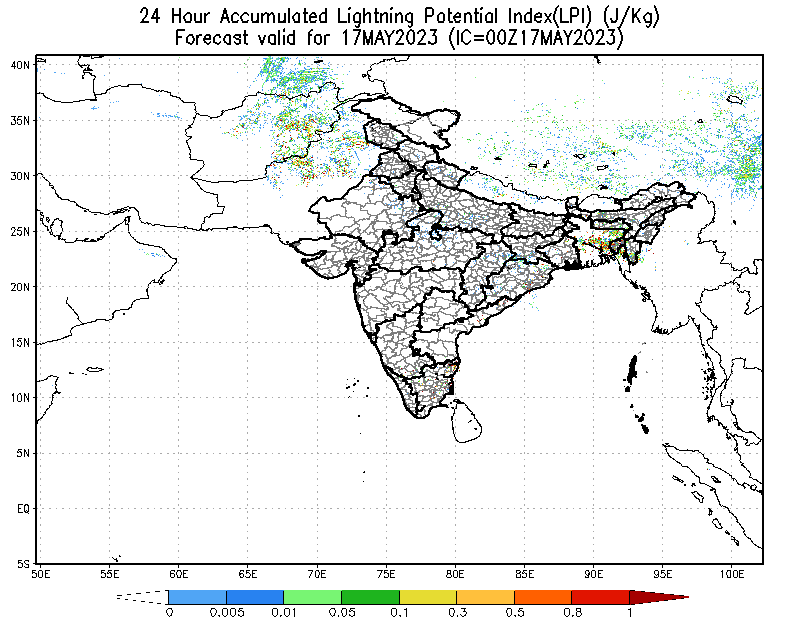 24 Hour Accumulated Lightning Potential Index(LPI) (J/Kg)
Forecast valid for 17MAY2023 (IC=00Z17MAY2023)
40N
35N
30N
25N
20N
15N
10N
5N
EQ
5S
50E 55E 60E 65E 70E 75E 80E 85E 90E 95E 100E
0 0.005 0.01 0.05 0.1 0.3 0.5 0.8 1